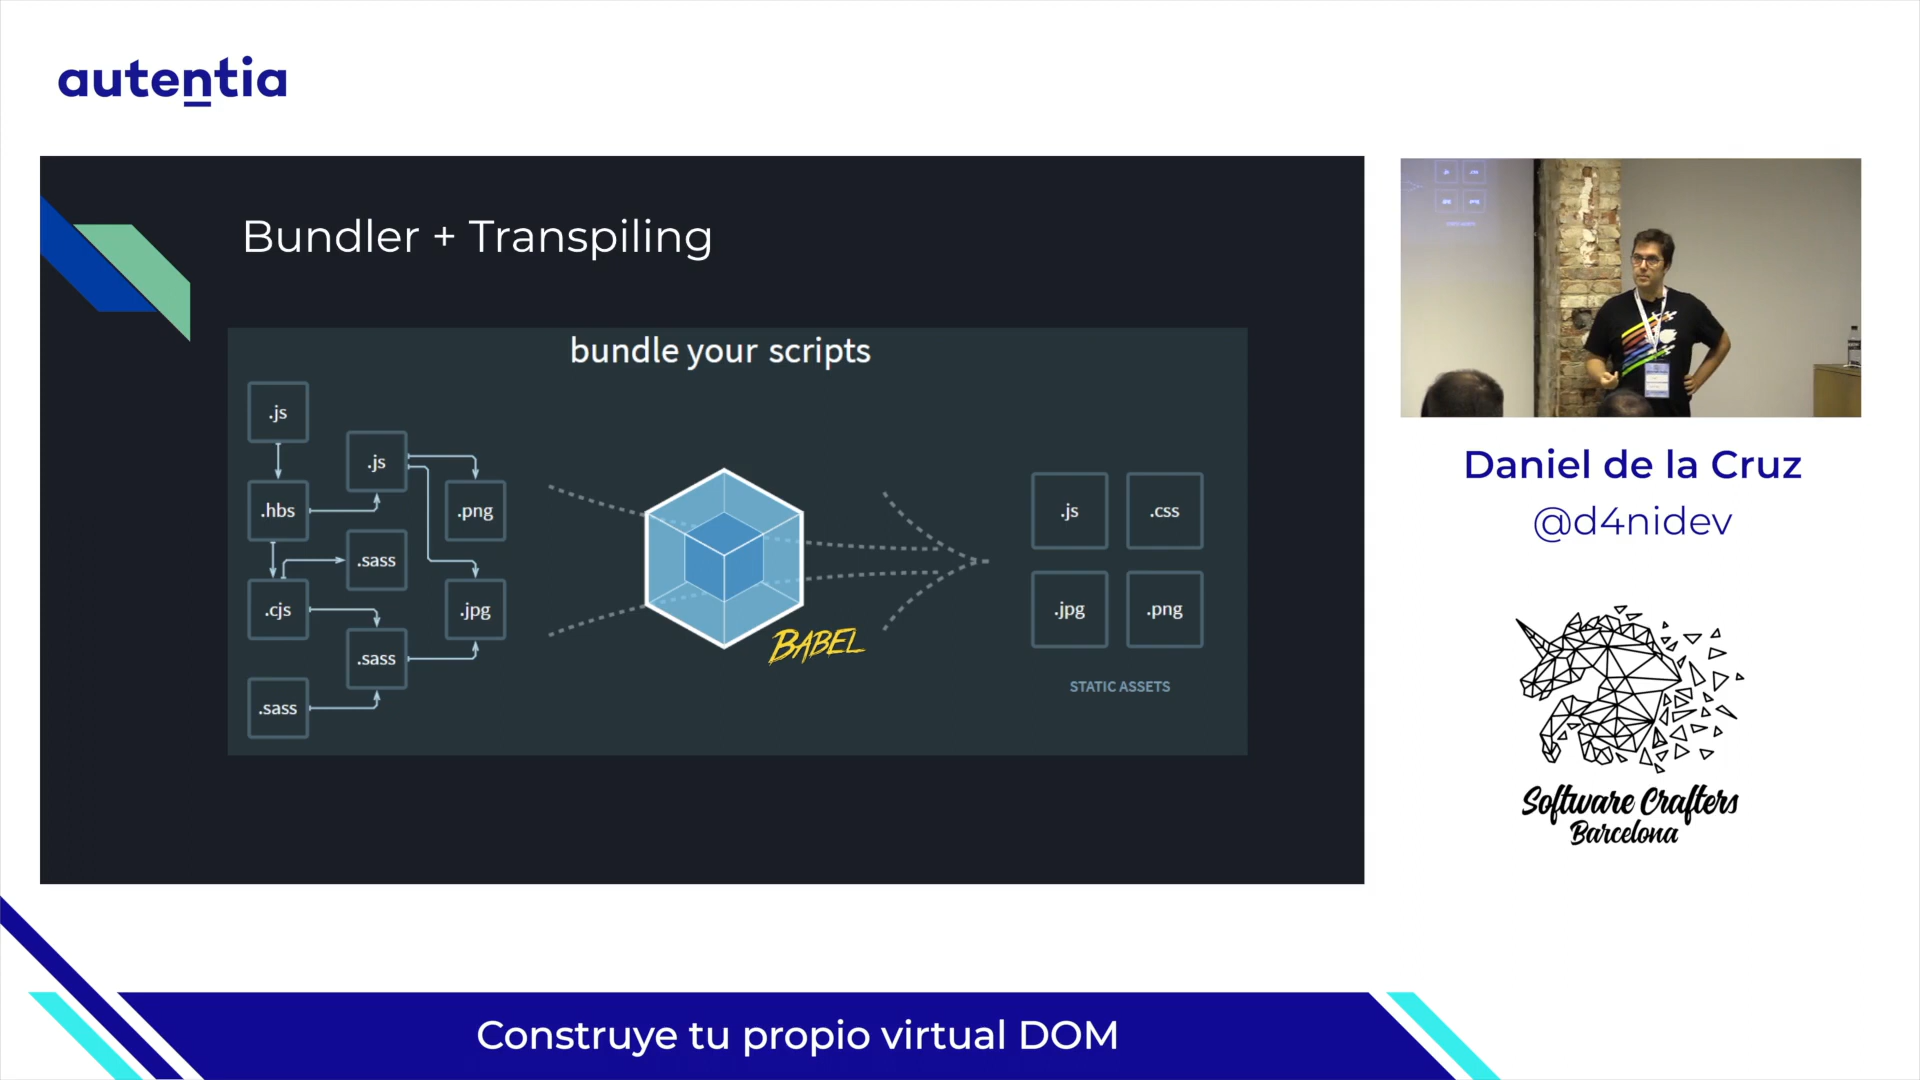 autentia
Bundler + Transpiling
bundle your scripts
.js
.js
.hbs
.png
.sass
.cjs
.jpg
.sass
.sass
BABEL
.js
.css
.jpg
.png
STATIC ASSETS
Daniel de la Cruz
@d4nidev
Software Crafters
Barcelona
Construye tu propio virtual DOM